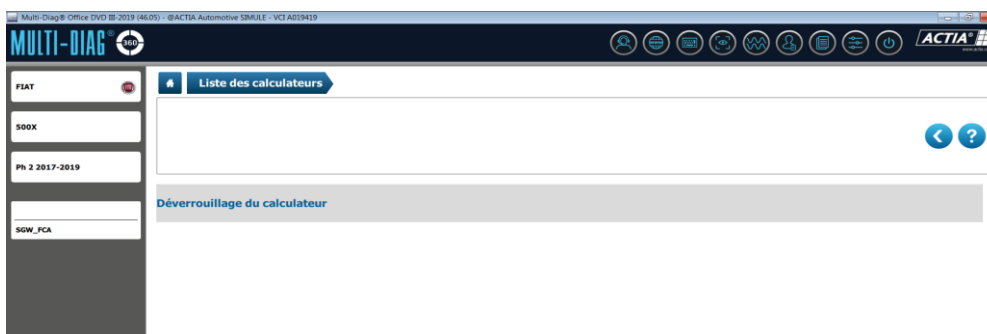 Multi-Diag® Office DVD III-2019 (46.05) - @ACTIA Automotive SIMULE - VCI A019419
MULTI-DIAG® 360
ACTIA®
FIAT
Liste des calculateurs
500X
?
Ph 2 2017-2019
Déverrouillage du calculateur
SGW_FCA